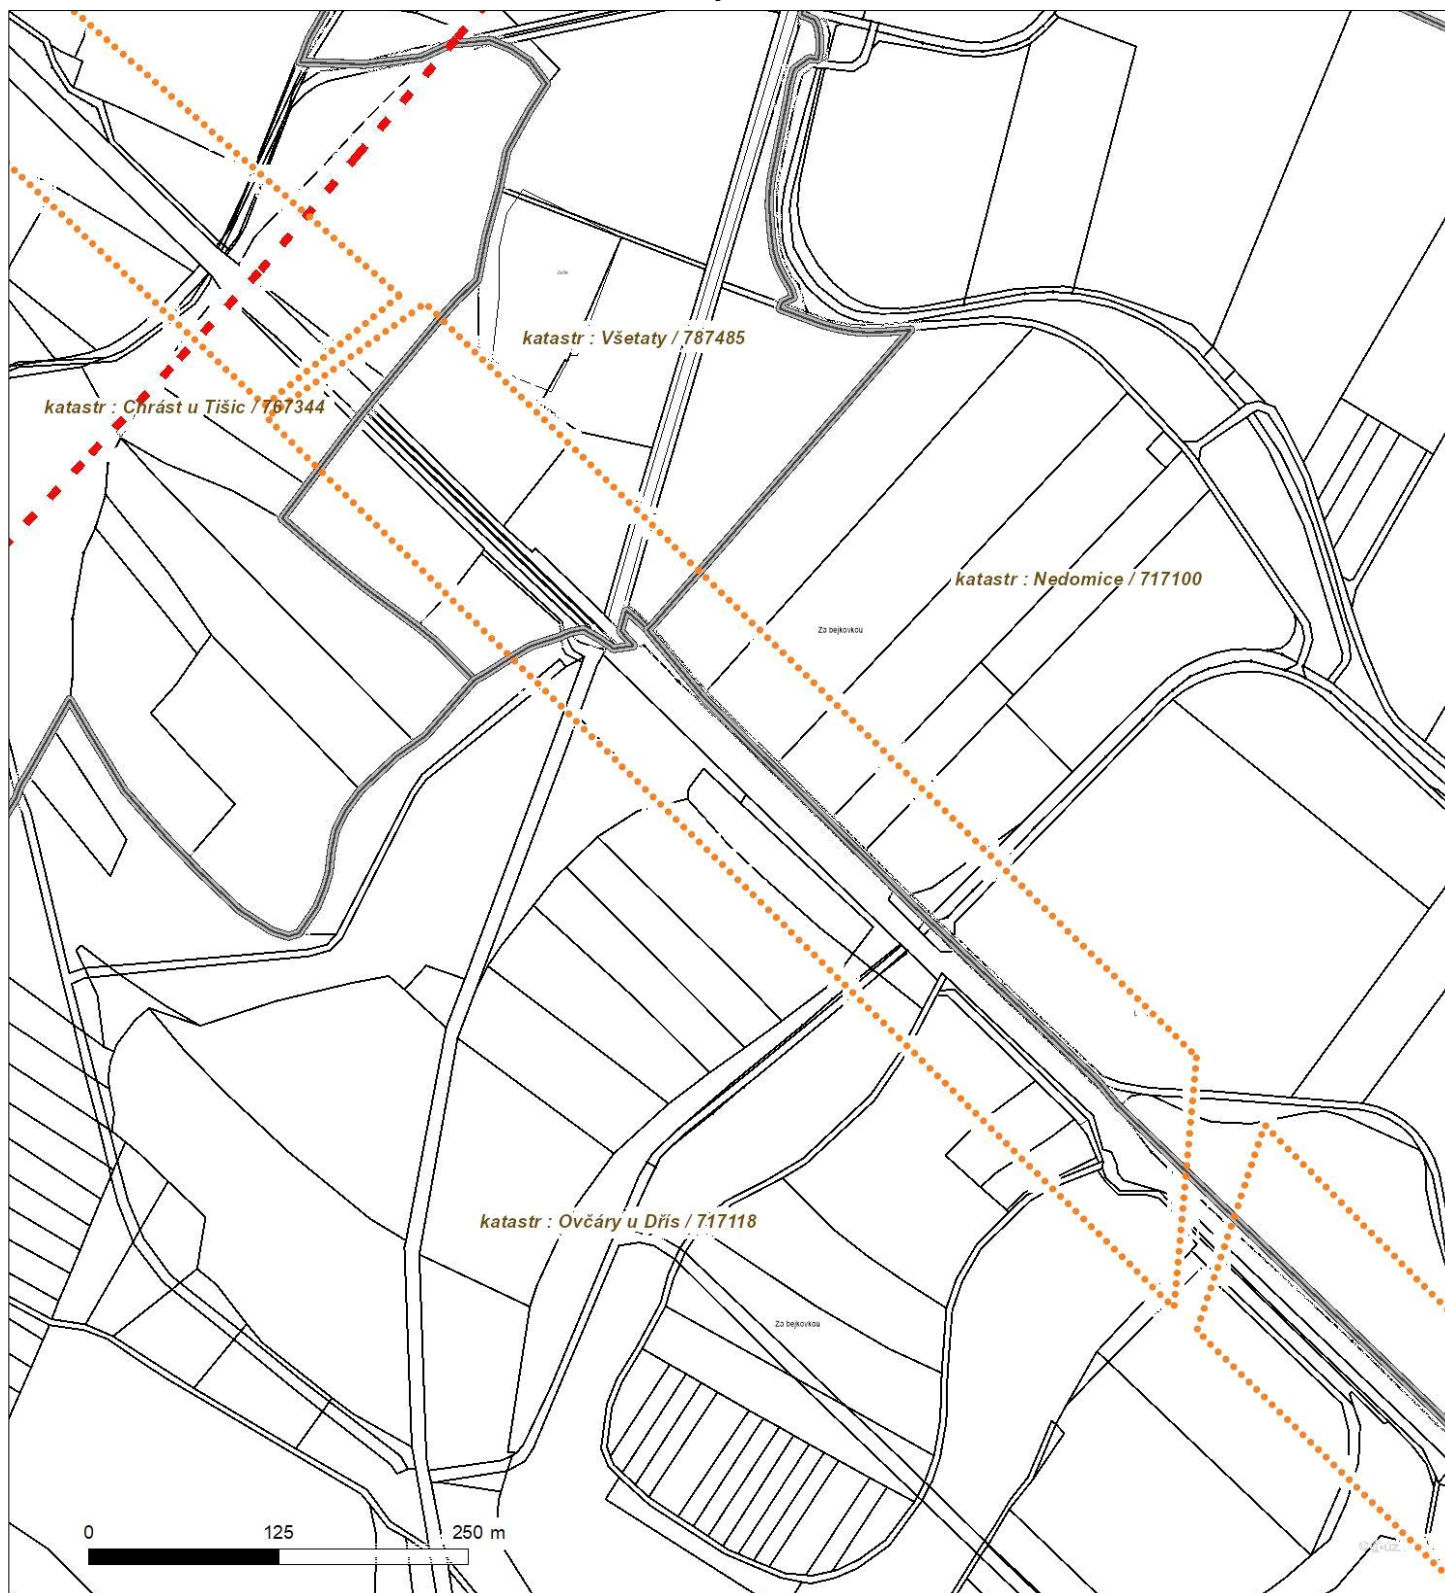 katastr : Všetaty / 787485
katastr : Chrást u Tišic / 767344
katastr : Nedomice / 717100
Za bejkovkou
katastr : Ovčáry u Dřís / 717118
Za bejkovkou
0 125 250 m